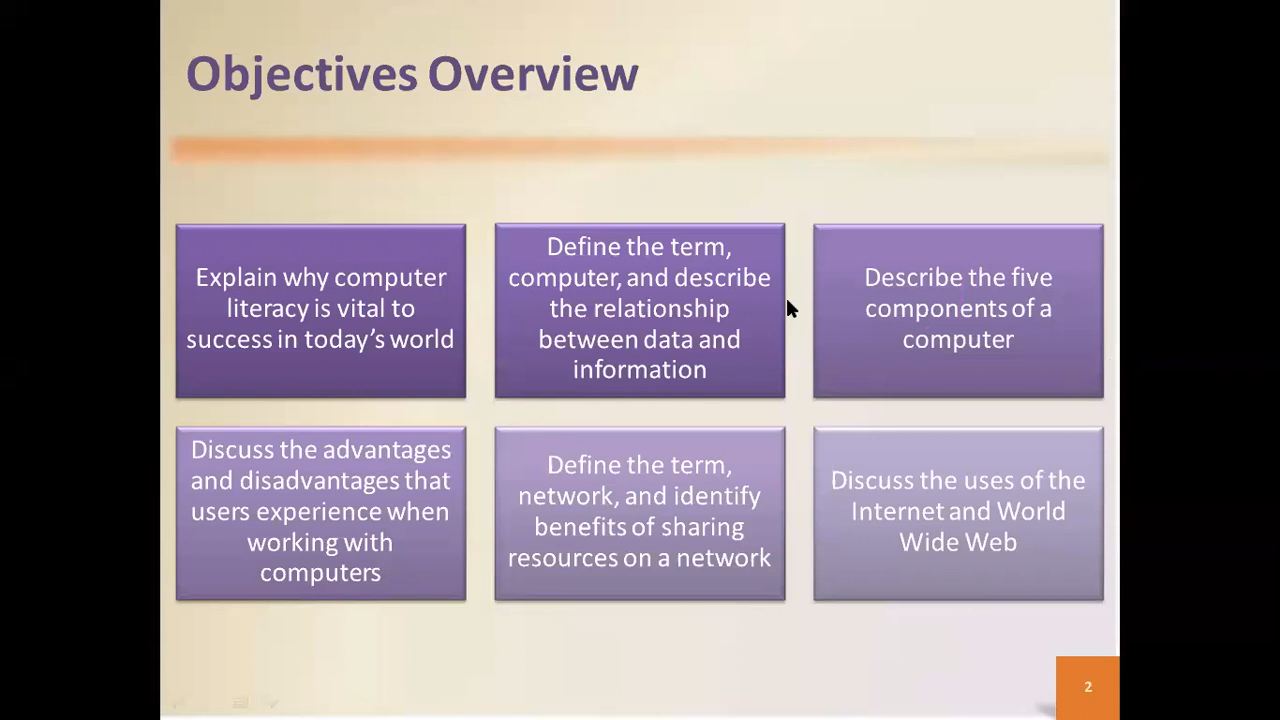 Objectives Overview
Explain why computer
literacy is vital to
success in today’s world
Define the term,
computer, and describe
the relationship
between data and
information
Describe the five
components of a
computer
Discuss the advantages
and disadvantages that
users experience when
working with
computers
Define the term,
network, and identify
benefits of sharing
resources on a network
Discuss the uses of the
Internet and World
Wide Web
2